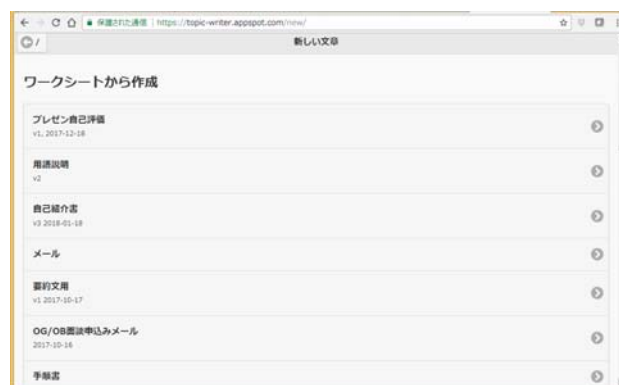 保護された通信 | https://topic-writer.appspot.com/new/
/ 新しい文章
ワークシートから作成
プレゼン自己評価
v1, 2017-12-18
用語説明
v2
自己紹介書
v3 2018-01-18
メール
要約文用
v1 2017-10-17
OG/OB面談申込みメール
2017-10-16
手順書